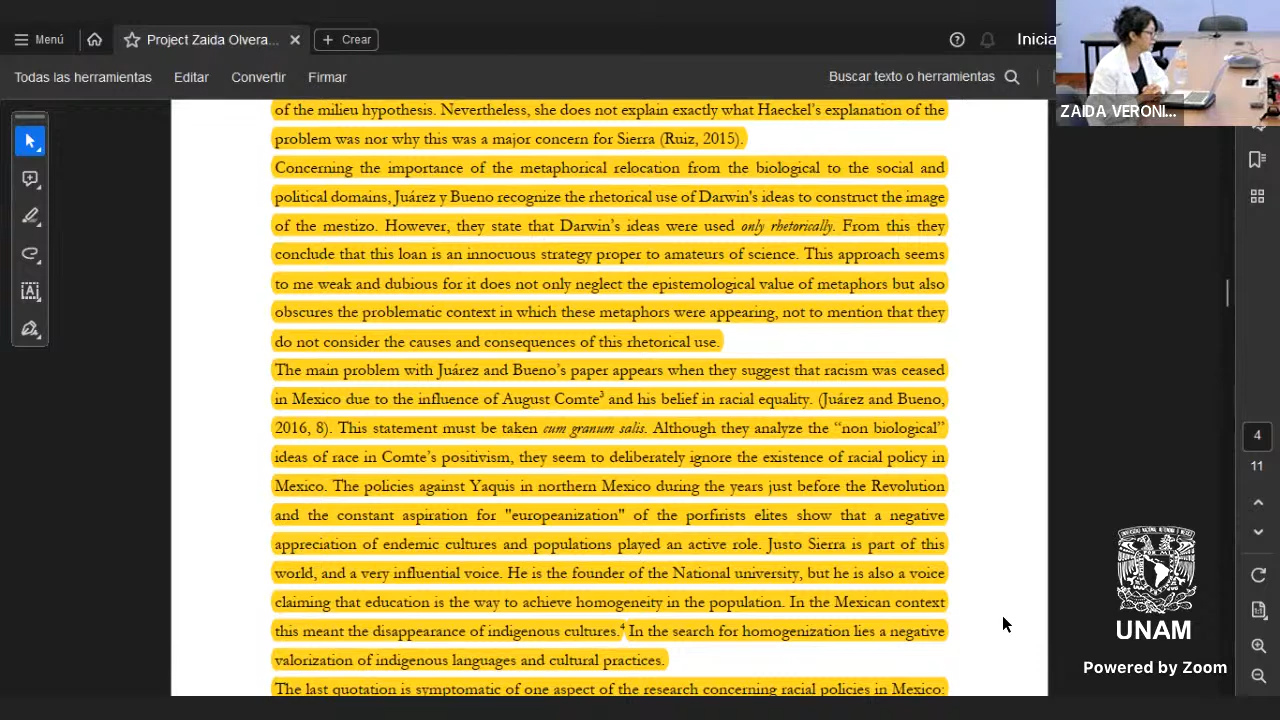 Menú
Project Zaida Olvera...
Crear
Inicia
Todas las herramientas
Editar
Convertir
Firmar
Buscar texto o herramientas
ZAIDA VERONI...
of the milieu hypothesis. Nevertheless, she does not explain exactly what Haeckel's explanation of the
problem was nor why this was a major concern for Sierra (Ruiz, 2015).
Concerning the importance of the metaphorical relocation from the biological to the social and
political domains, Juárez y Bueno recognize the rhetorical use of Darwin's ideas to construct the image
of the mestizo. However, they state that Darwin's ideas were used only rhetorically. From this they
conclude that this loan is an innocuous strategy proper to amateurs of science. This approach seems
to me weak and dubious for it does not only neglect the epistemological value of metaphors but also
obscures the problematic context in which these metaphors were appearing, not to mention that they
do not consider the causes and consequences of this rhetorical use.
The main problem with Juárez and Bueno's paper appears when they suggest that racism was ceased
in Mexico due to the influence of August Comte³ and his belief in racial equality. (Juárez and Bueno,
2016, 8). This statement must be taken cum granum salis. Although they analyze the “non biological”
ideas of race in Comte's positivism, they seem to deliberately ignore the existence of racial policy in
Mexico. The policies against Yaquis in northern Mexico during the years just before the Revolution
and the constant aspiration for "europeanization" of the porfirists elites show that a negative
appreciation of endemic cultures and populations played an active role. Justo Sierra is part of this
world, and a very influential voice. He is the founder of the National university, but he is also a voice
claiming that education is the way to achieve homogeneity in the population. In the Mexican context
this meant the disappearance of indigenous cultures.⁴ In the search for homogenization lies a negative
valorization of indigenous languages and cultural practices.
The last quotation is symptomatic of one aspect of the research concerning racial policies in Mexico:
4
11
UNAM
Powered by Zoom